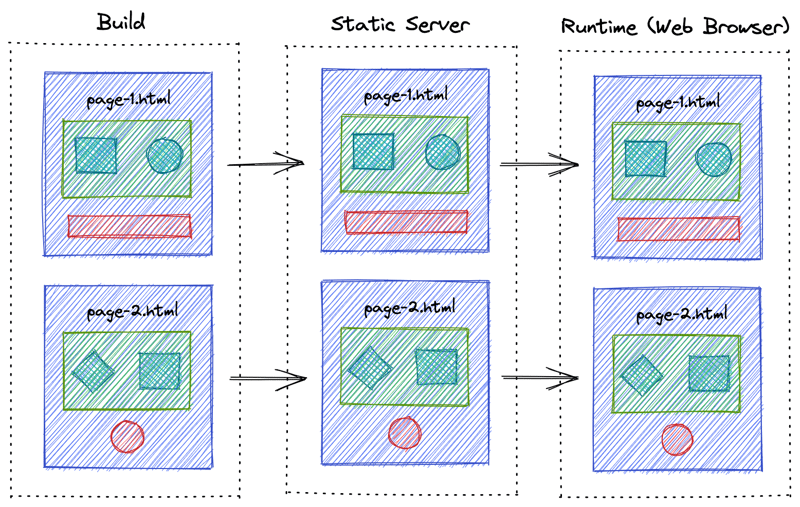 Build
Static Server
Runtime (Web Browser)
page-1.html
page-1.html
page-1.html
page-2.html
page-2.html
page-2.html